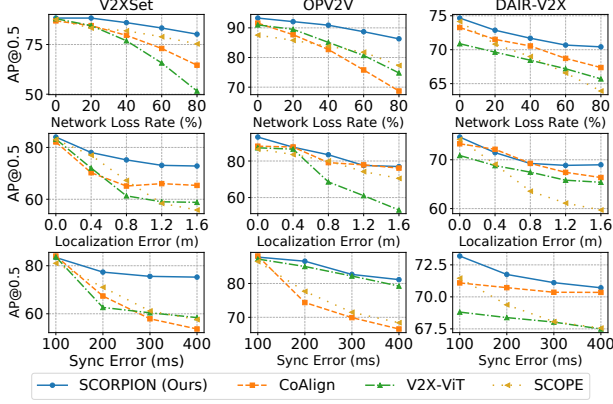 V2XSet OPV2V DAIR-V2X
AP@0.5
75
50
90
80
70
75
70
65
0 20 40 60 80 0 20 40 60 80 0 20 40 60 80
Network Loss Rate (%) Network Loss Rate (%) Network Loss Rate (%)
AP@0.5
80
60
80
60
70
60
0.0 0.4 0.8 1.2 1.6 0.0 0.4 0.8 1.2 1.6 0.0 0.4 0.8 1.2 1.6
Localization Error (m) Localization Error (m) Localization Error (m)
AP@0.5
80
60
80
70
72.5
70.0
67.5
100 200 300 400 100 200 300 400 100 200 300 400
Sync Error (ms) Sync Error (ms) Sync Error (ms)
SCORPION (Ours) CoAlign V2X-ViT SCOPE